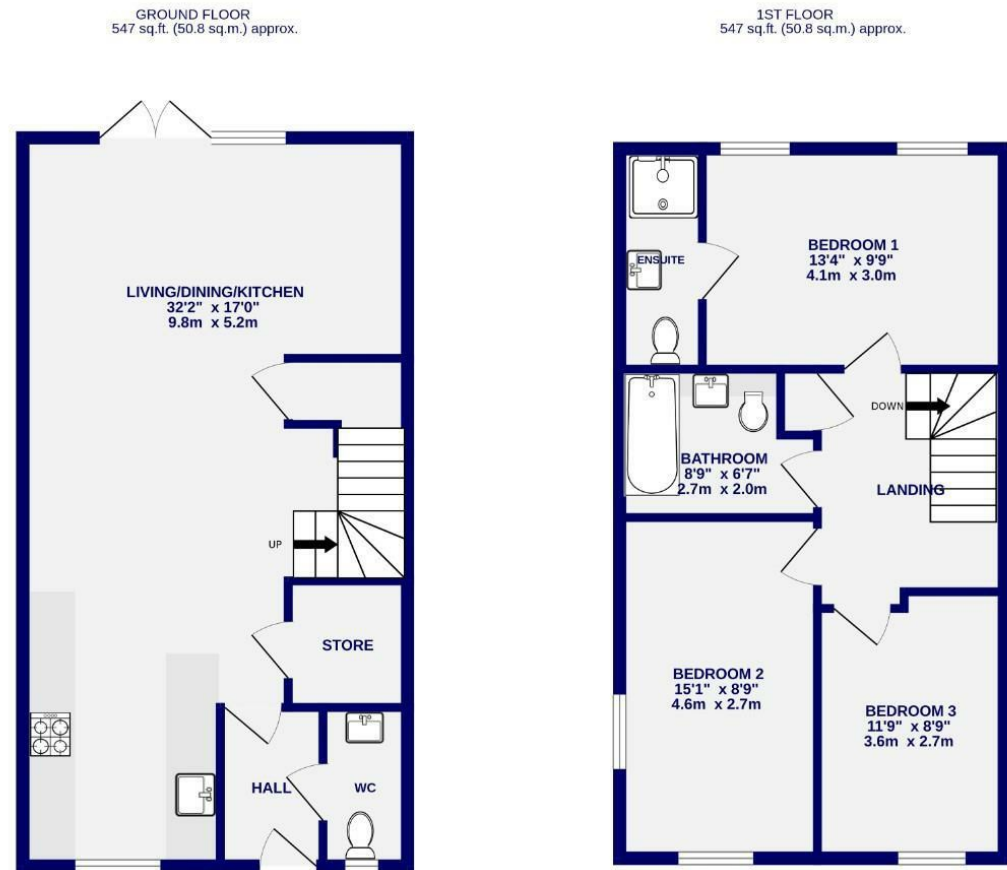 GROUND FLOOR
547 sq.ft. (50.8 sq.m.) approx.
LIVING/DINING/KITCHEN
32'2" x 17'0"
9.8m x 5.2m
UP
STORE
HALL
WC
1ST FLOOR
547 sq.ft. (50.8 sq.m.) approx.
ENSUITE
BEDROOM 1
13'4" x 9'9"
4.1m x 3.0m
DOWN
BATHROOM
8'9" x 6'7"
2.7m x 2.0m
LANDING
BEDROOM 2
15'1" x 8'9"
4.6m x 2.7m
BEDROOM 3
11'9" x 8'9"
3.6m x 2.7m